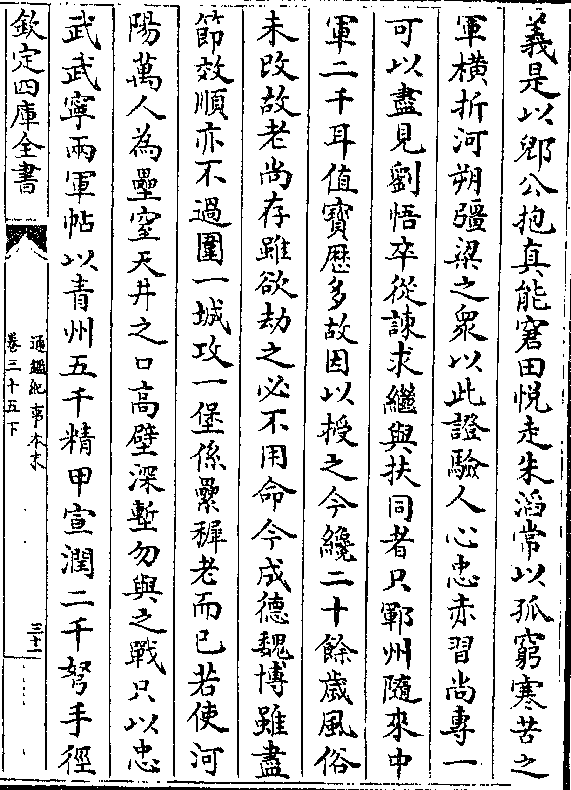 義是以郷公抱真能窘田悦走朱滔常以孤窮寒苦之
軍横折河朔彊梁之衆以此證驗人心忠赤習尚專一
可以盡見劉悟卒從諫求繼與扶同者只鄆州隨來中
軍二千耳值寶歴多故因以授之今纔二十餘歳風俗
未改故老尚存雖欲劫之必不用命今成德魏博雖盡
節效順亦不過圍一城攻一堡係纍穉老而已若使河
陽萬人為壘窒天井之口高壁深塹勿與之戰只以忠
武武寧兩軍帖以青州五千精甲宣潤二千弩手徑
欽定四庫全書
通鑑紀事本末
卷三十五下
三十二